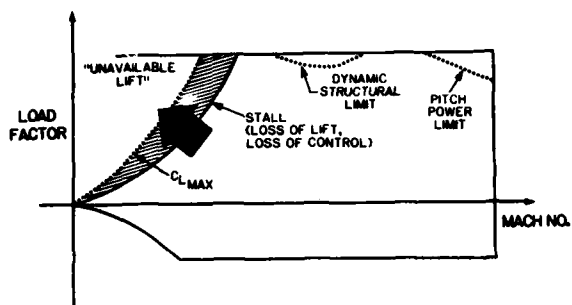 "UNAVAILABLE
LIFT"
LOAD
FACTOR
DYNAMIC
STRUCTURAL
LIMIT
PITCH
POWER
LIMIT
STALL
(LOSS OF LIFT,
LOSS OF CONTROL)
CLMAX
MACH NO.